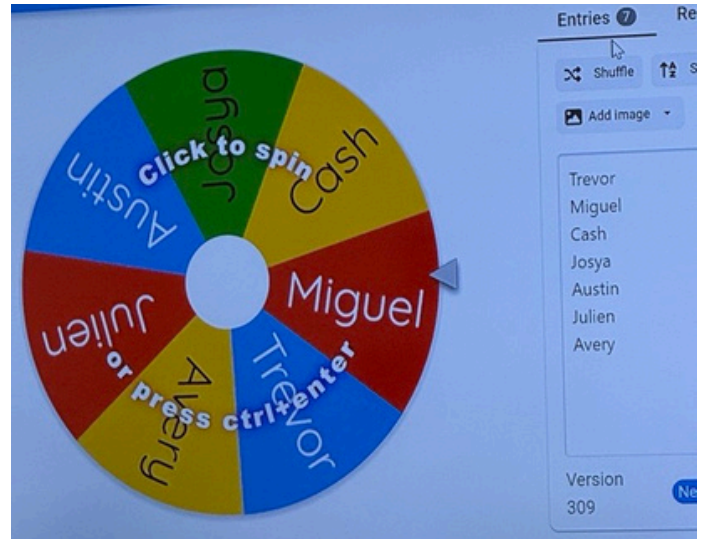 Entries 7
Re
Shuffle
Add image
Josya
Cash
Miguel
Trevor
Avery
Julien
Austin
Click to spin
or press ctrl+enter
Trevor
Miguel
Cash
Josya
Austin
Julien
Avery
Version
309
Ne